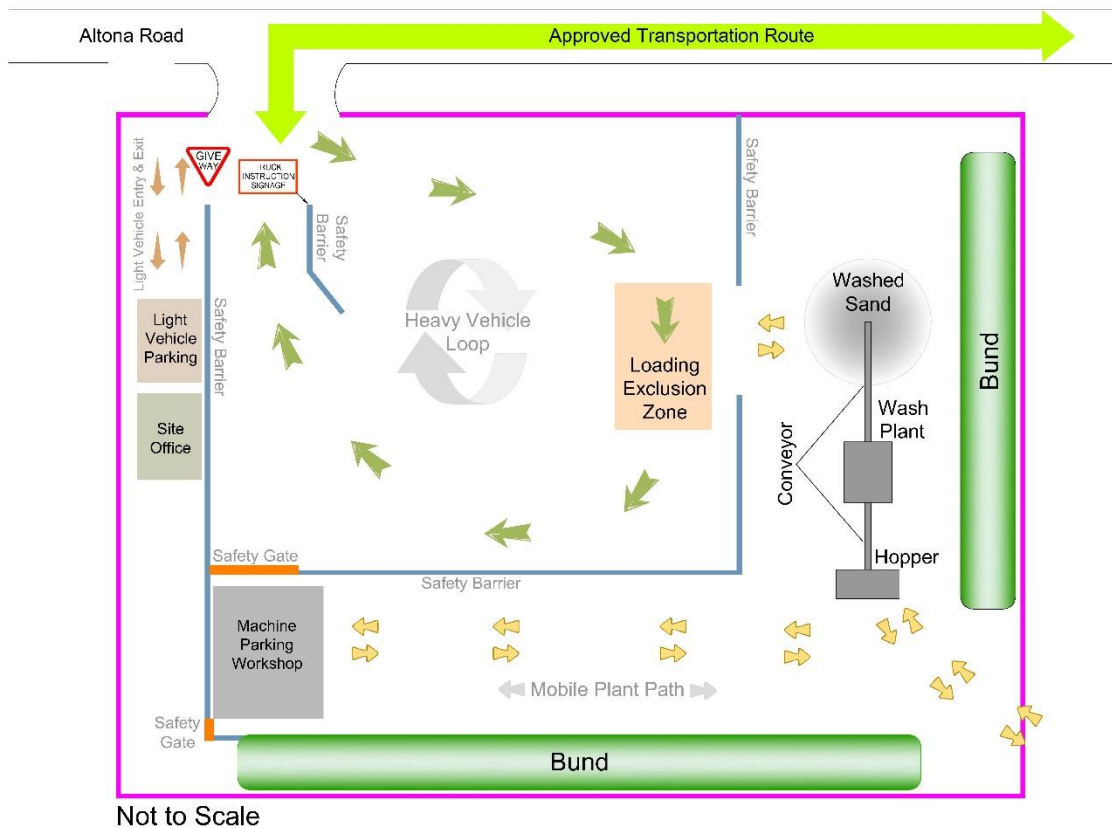 Altona Road
Approved Transportation Route
Light Vehicle Entry & Exit
GIVE
WAY
TRUCK
INSTRUCTION
SIGNAGE
Safety
Barrier
Safety Barrier
Safety Barrier
Light
Vehicle
Parking
Heavy Vehicle
Loop
Washed
Sand
Loading
Exclusion
Zone
Bund
Site
Office
Wash
Plant
Conveyor
Safety Gate
Safety Barrier
Hopper
Machine
Parking
Workshop
Mobile Plant Path
Safety
Gate
Bund
Not to Scale